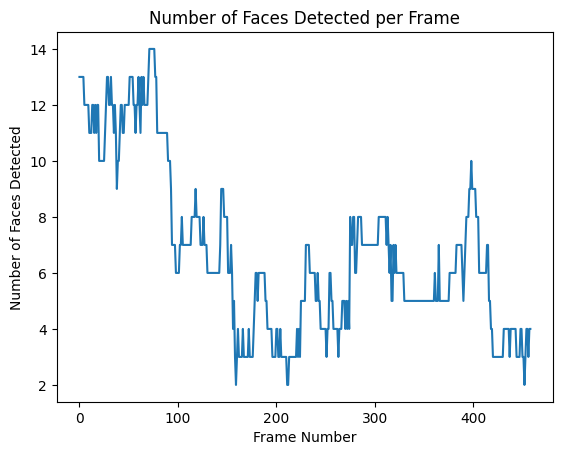 Number of Faces Detected per Frame
14
12
10
8
6
4
2
Number of Faces Detected
0 100 200 300 400
Frame Number